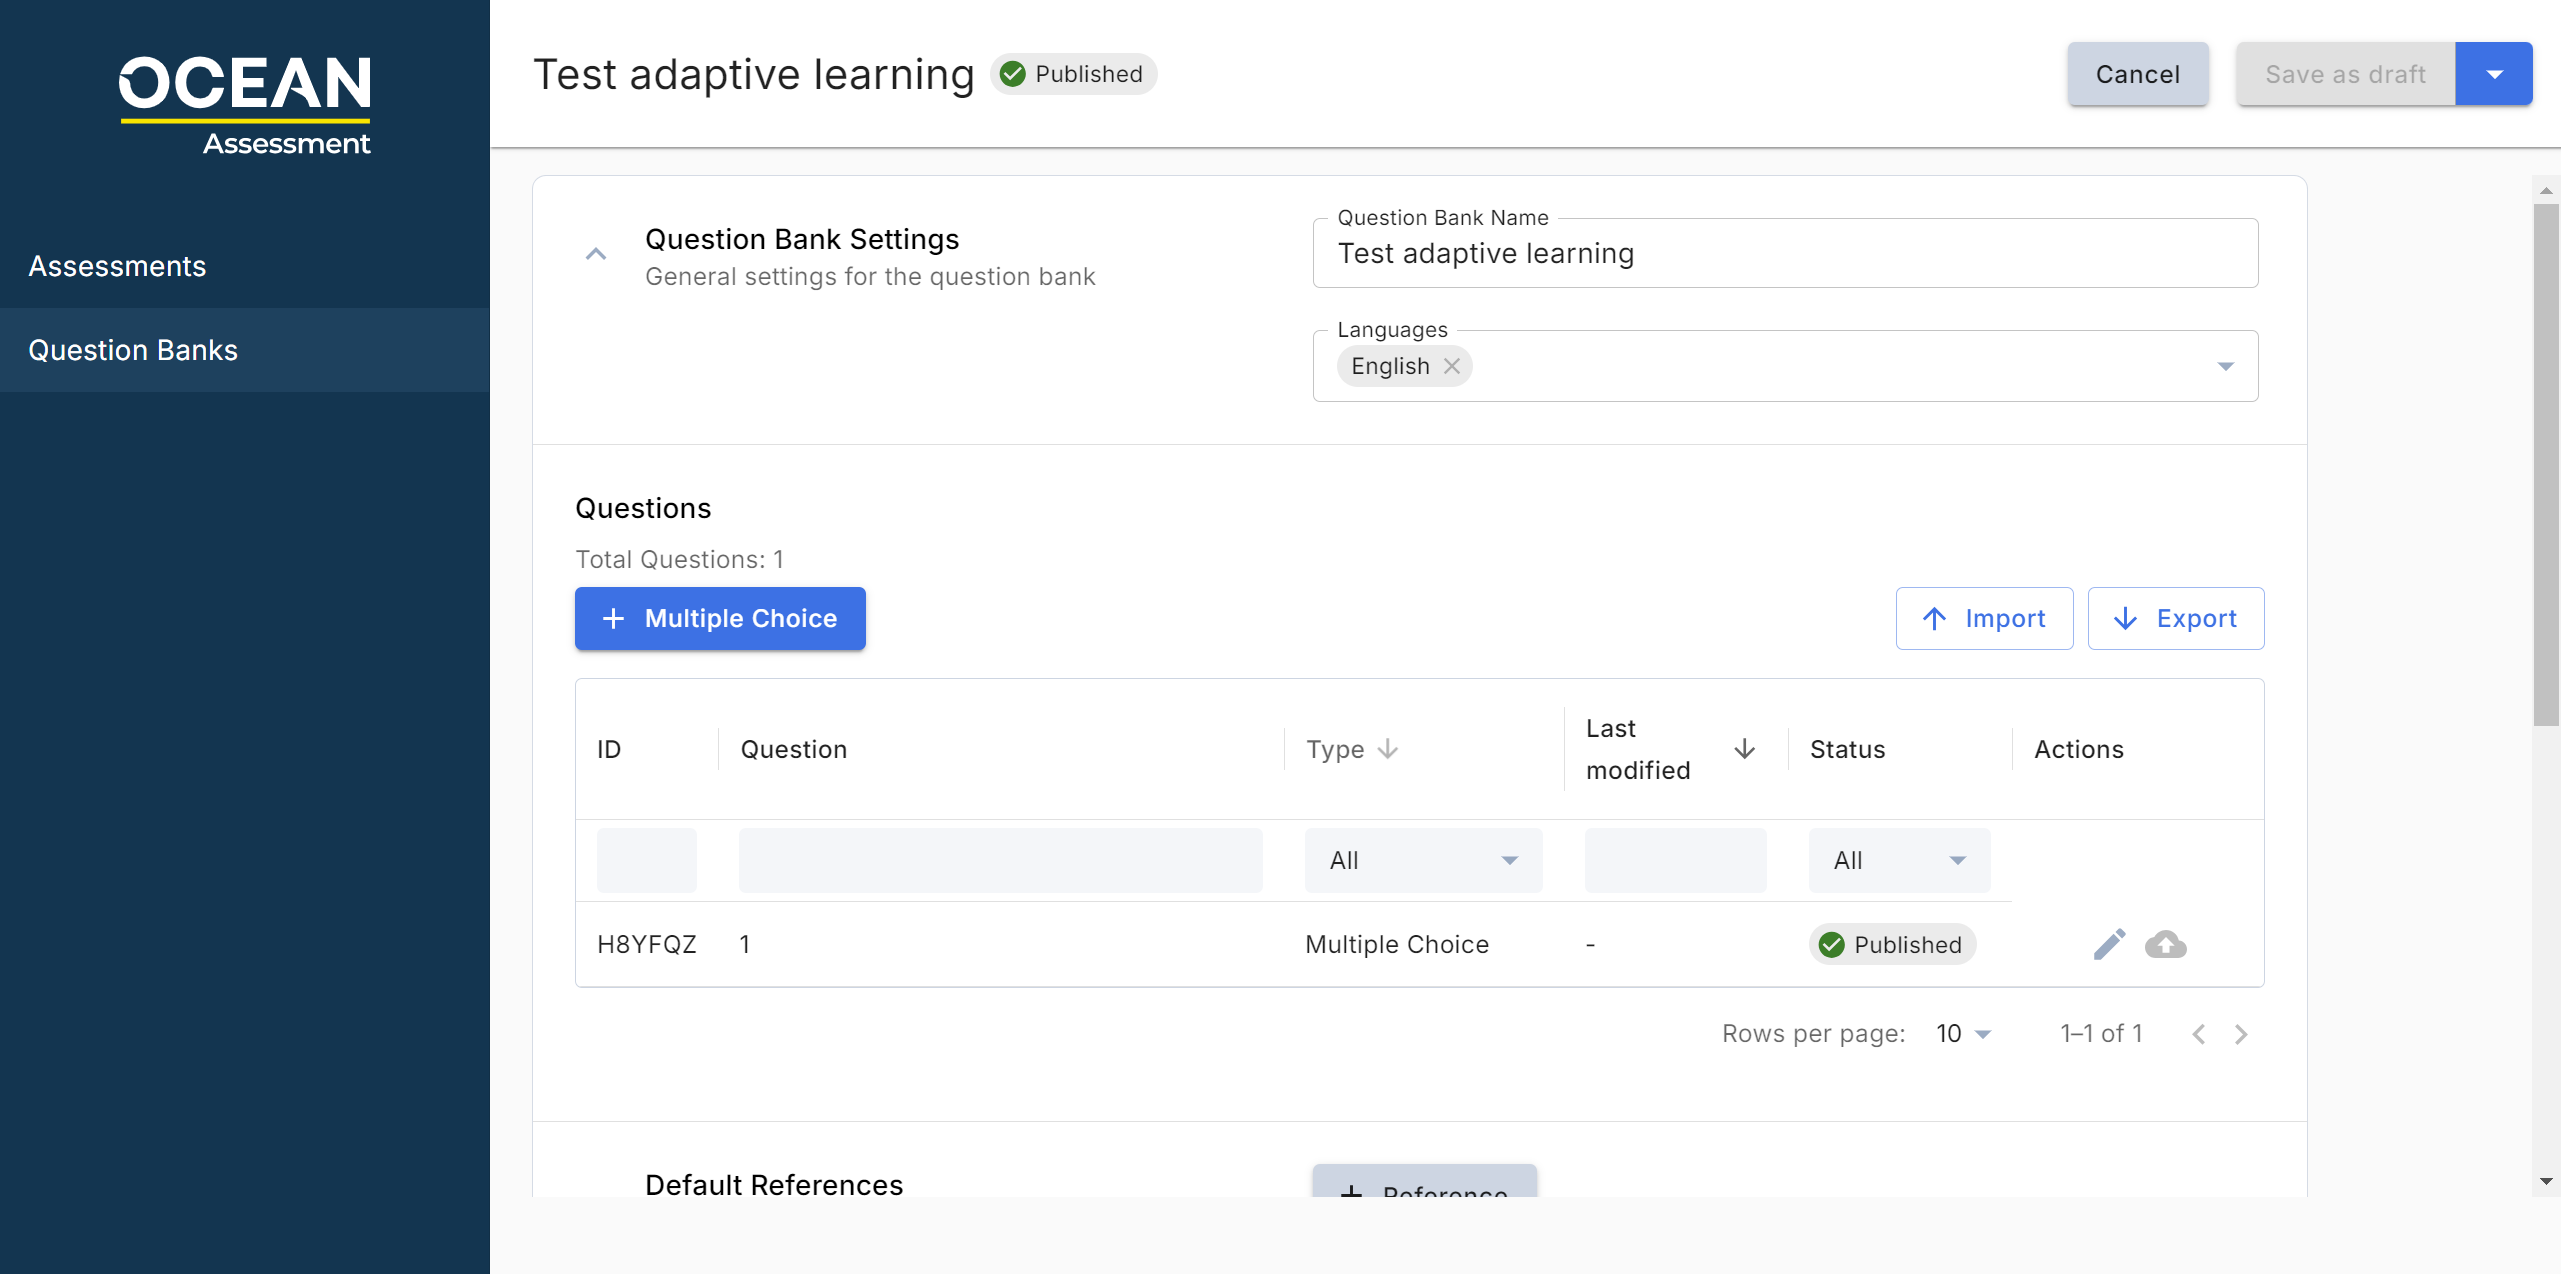 OCEAN
Assessment
Assessments
Question Banks
Test adaptive learning
Published
Cancel
Save as draft
Question Bank Settings
General settings for the question bank
Question Bank Name
Test adaptive learning
Languages
English
Questions
Total Questions: 1
Multiple Choice
Import
Export
ID
Question
Type
Last modified
Status
Actions
All
All
H8YFQZ
1
Multiple Choice
-
Published
Rows per page:
10
1–1 of 1
Default References
Reference